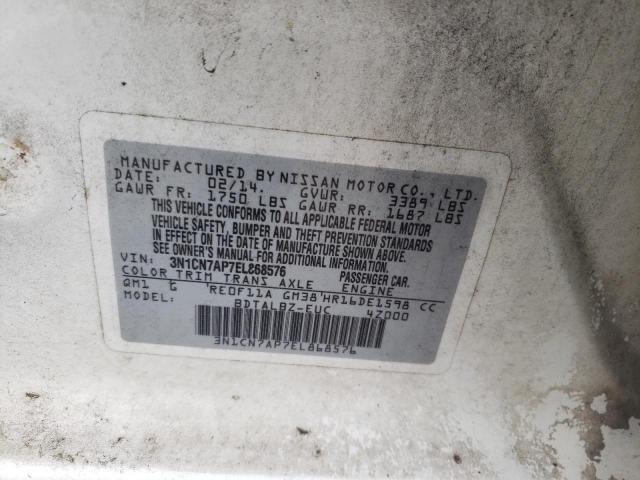 MANUFACTURED BY NISSAN MOTOR CO., LTD.
DATE: 02/14. GVWR: 3389 LBS
GAWR FR: 1750 LBS GAWR RR: 1687 LBS
THIS VEHICLE CONFORMS TO ALL APPLICABLE FEDERAL MOTOR
VEHICLE SAFETY, BUMPER AND THEFT PREVENTION STANDARDS
IN EFFECT ON THE DATE OF MANUFACTURE SHOWN ABOVE.
SEE OWNER'S MANUAL FOR ADDITIONAL INFORMATION.
VIN: 3N1CN7AP7EL868576 PASSENGER CAR.
COLOR TRIM TRANS AXLE ENGINE
QM1 G RE0F11A GM38 HR16DE1598 CC
MODEL: BDTALBZ-EUC 4Z000
3N1CN7AP7EL868576